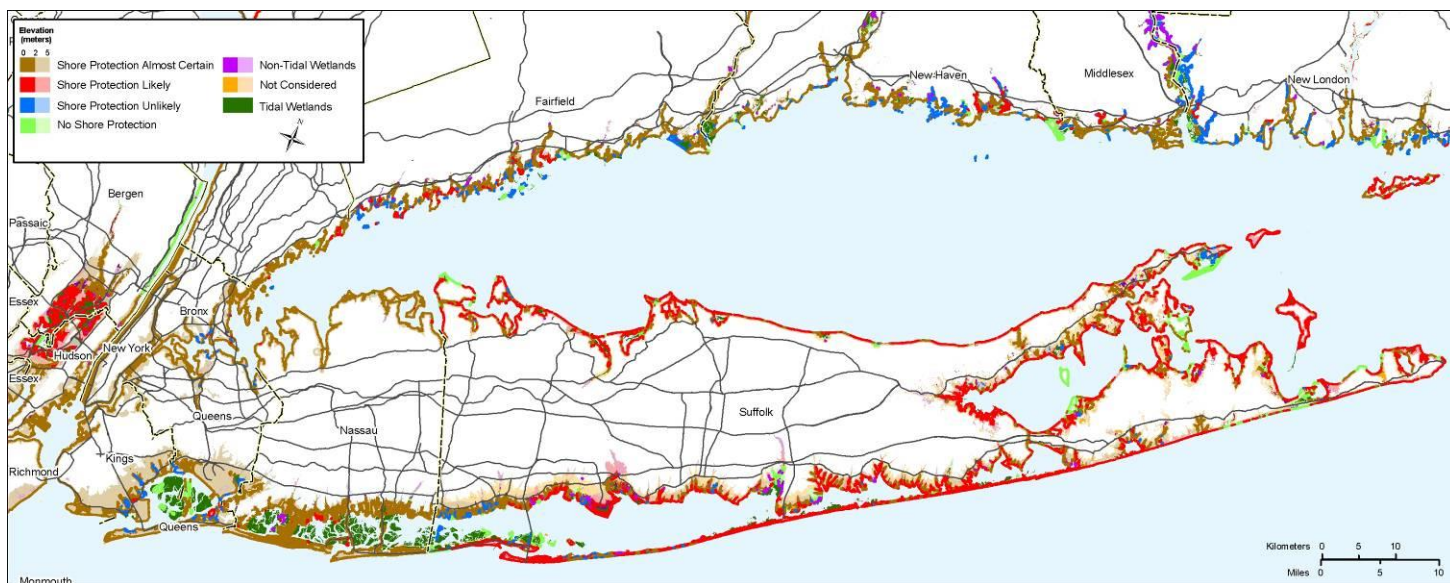 Elevation
(meters)
0 2 5
Shore Protection Almost Certain
Shore Protection Likely
Shore Protection Unlikely
No Shore Protection
Non-Tidal Wetlands
Not Considered
Tidal Wetlands
N
New Haven
Middlesex
New London
Fairfield
Bergen
Passaic
Essex
Bronx
Hudson
New York
Essex
Queens
Suffolk
Nassau
Kings
Richmond
Queens
Monmouth
Kilometers 0 5 10
Miles 0 5 10